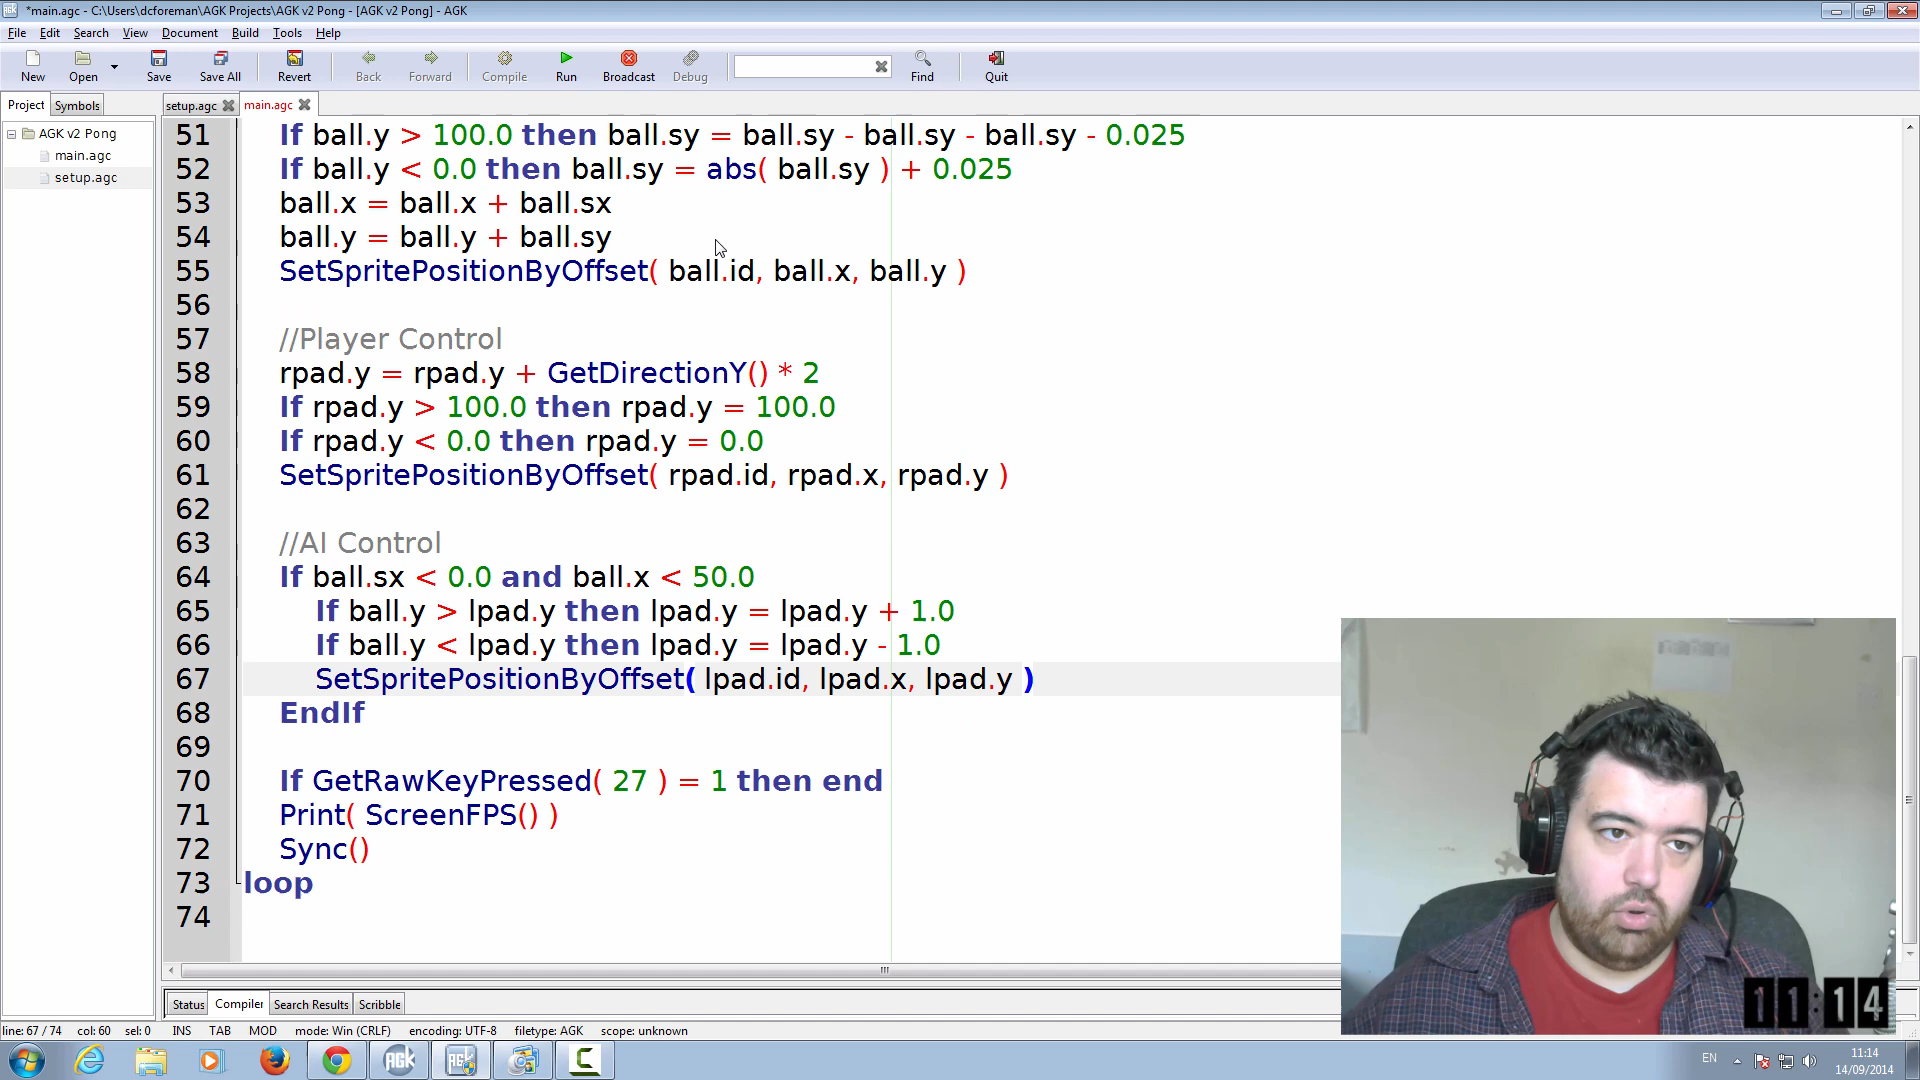 *main.agc - C:\Users\dcforeman\AGK Projects\AGK v2 Pong - [AGK v2 Pong] - AGK
File Edit Search View Document Build Tools Help
New Open Save Save All Revert Back Forward Compile Run Broadcast Debug Find Quit
Project Symbols setup.agc main.agc
AGK v2 Pong
main.agc
setup.agc
51 If ball.y > 100.0 then ball.sy = ball.sy - ball.sy - ball.sy - 0.025
52 If ball.y < 0.0 then ball.sy = abs( ball.sy ) + 0.025
53 ball.x = ball.x + ball.sx
54 ball.y = ball.y + ball.sy
55 SetSpritePositionByOffset( ball.id, ball.x, ball.y )
56
57 //Player Control
58 rpad.y = rpad.y + GetDirectionY() * 2
59 If rpad.y > 100.0 then rpad.y = 100.0
60 If rpad.y < 0.0 then rpad.y = 0.0
61 SetSpritePositionByOffset( rpad.id, rpad.x, rpad.y )
62
63 //AI Control
64 If ball.sx < 0.0 and ball.x < 50.0
65 If ball.y > lpad.y then lpad.y = lpad.y + 1.0
66 If ball.y < lpad.y then lpad.y = lpad.y - 1.0
67 SetSpritePositionByOffset( lpad.id, lpad.x, lpad.y )
68 EndIf
69
70 If GetRawKeyPressed( 27 ) = 1 then end
71 Print( ScreenFPS() )
72 Sync()
73 loop
74
Status Compiler Search Results Scribble
line: 67 / 74 col: 60 sel: 0 INS TAB MOD mode: Win (CRLF) encoding: UTF-8 filetype: AGK scope: unknown
11:14
AGK
EN
11:14
14/09/2014